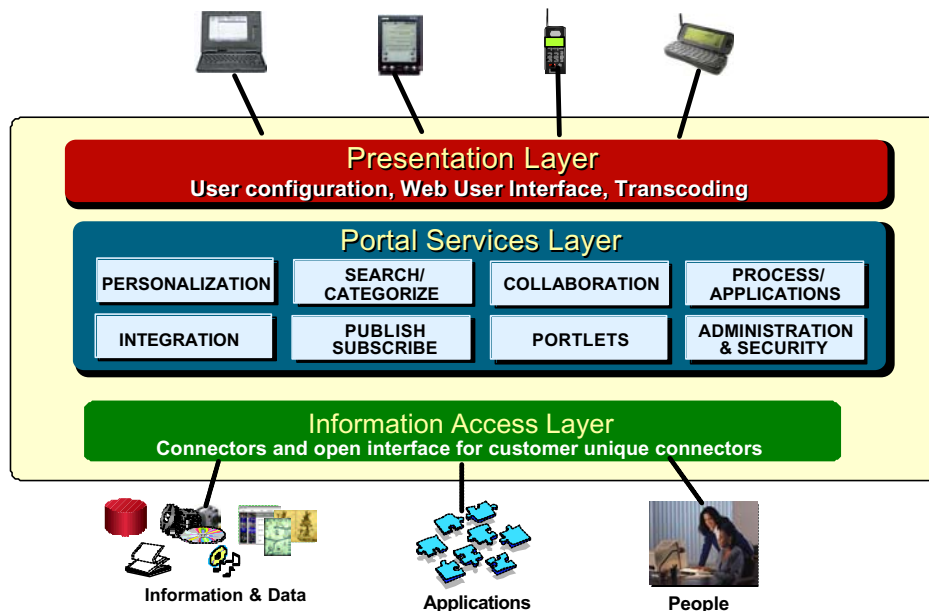 Presentation Layer
User configuration, Web User Interface, Transcoding
Portal Services Layer
PERSONALIZATION
SEARCH/
CATEGORIZE
COLLABORATION
PROCESS/
APPLICATIONS
INTEGRATION
PUBLISH
SUBSCRIBE
PORTLETS
ADMINISTRATION
& SECURITY
Information Access Layer
Connectors and open interface for customer unique connectors
Information & Data
Applications
People